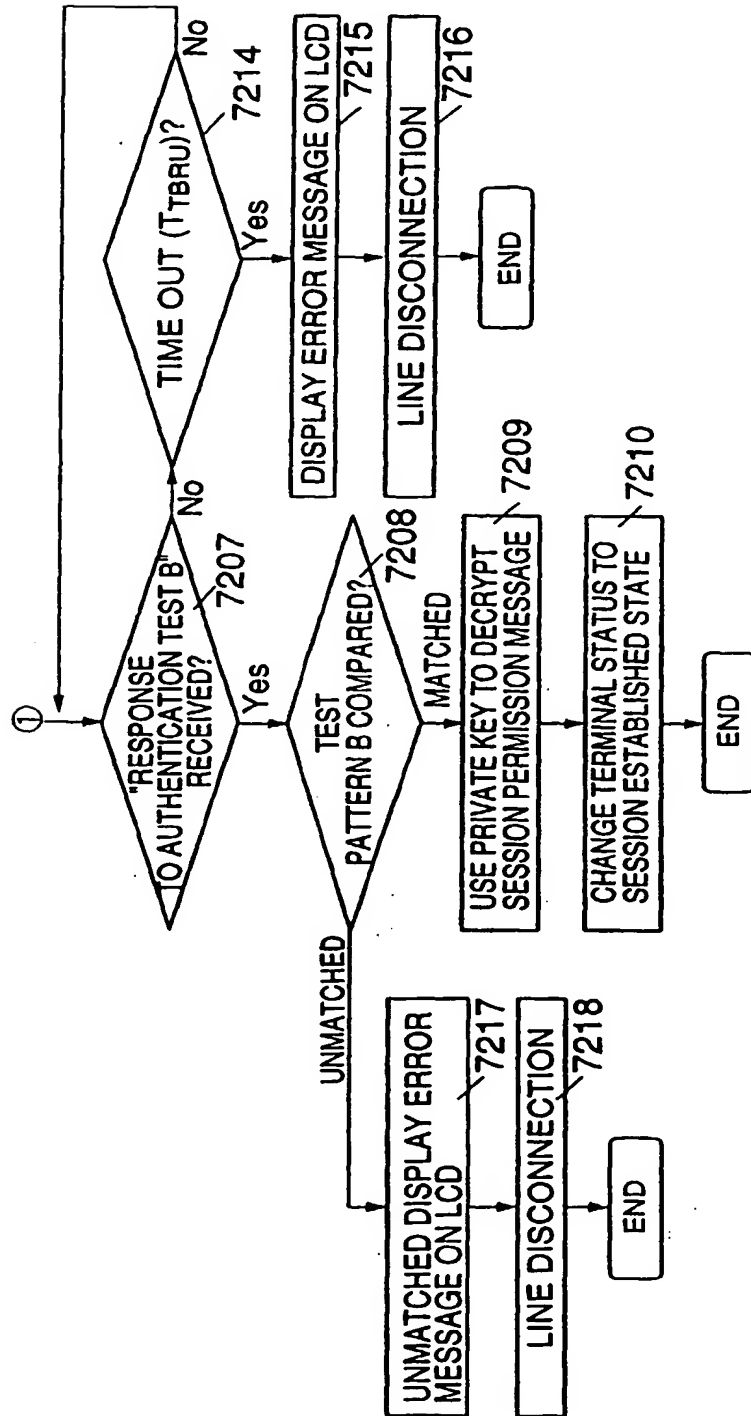 ①
"RESPONSE
TO AUTHENTICATION TEST B"
RECEIVED?
7207
No
Yes
TIME OUT (TTBRU)?
7214
No
Yes
DISPLAY ERROR MESSAGE ON LCD
7215
LINE DISCONNECTION
7216
END
TEST
PATTERN B COMPARED?
7208
UNMATCHED
MATCHED
USE PRIVATE KEY TO DECRYPT
SESSION PERMISSION MESSAGE
7209
CHANGE TERMINAL STATUS TO
SESSION ESTABLISHED STATE
7210
END
UNMATCHED DISPLAY ERROR
MESSAGE ON LCD
7217
LINE DISCONNECTION
7218
END